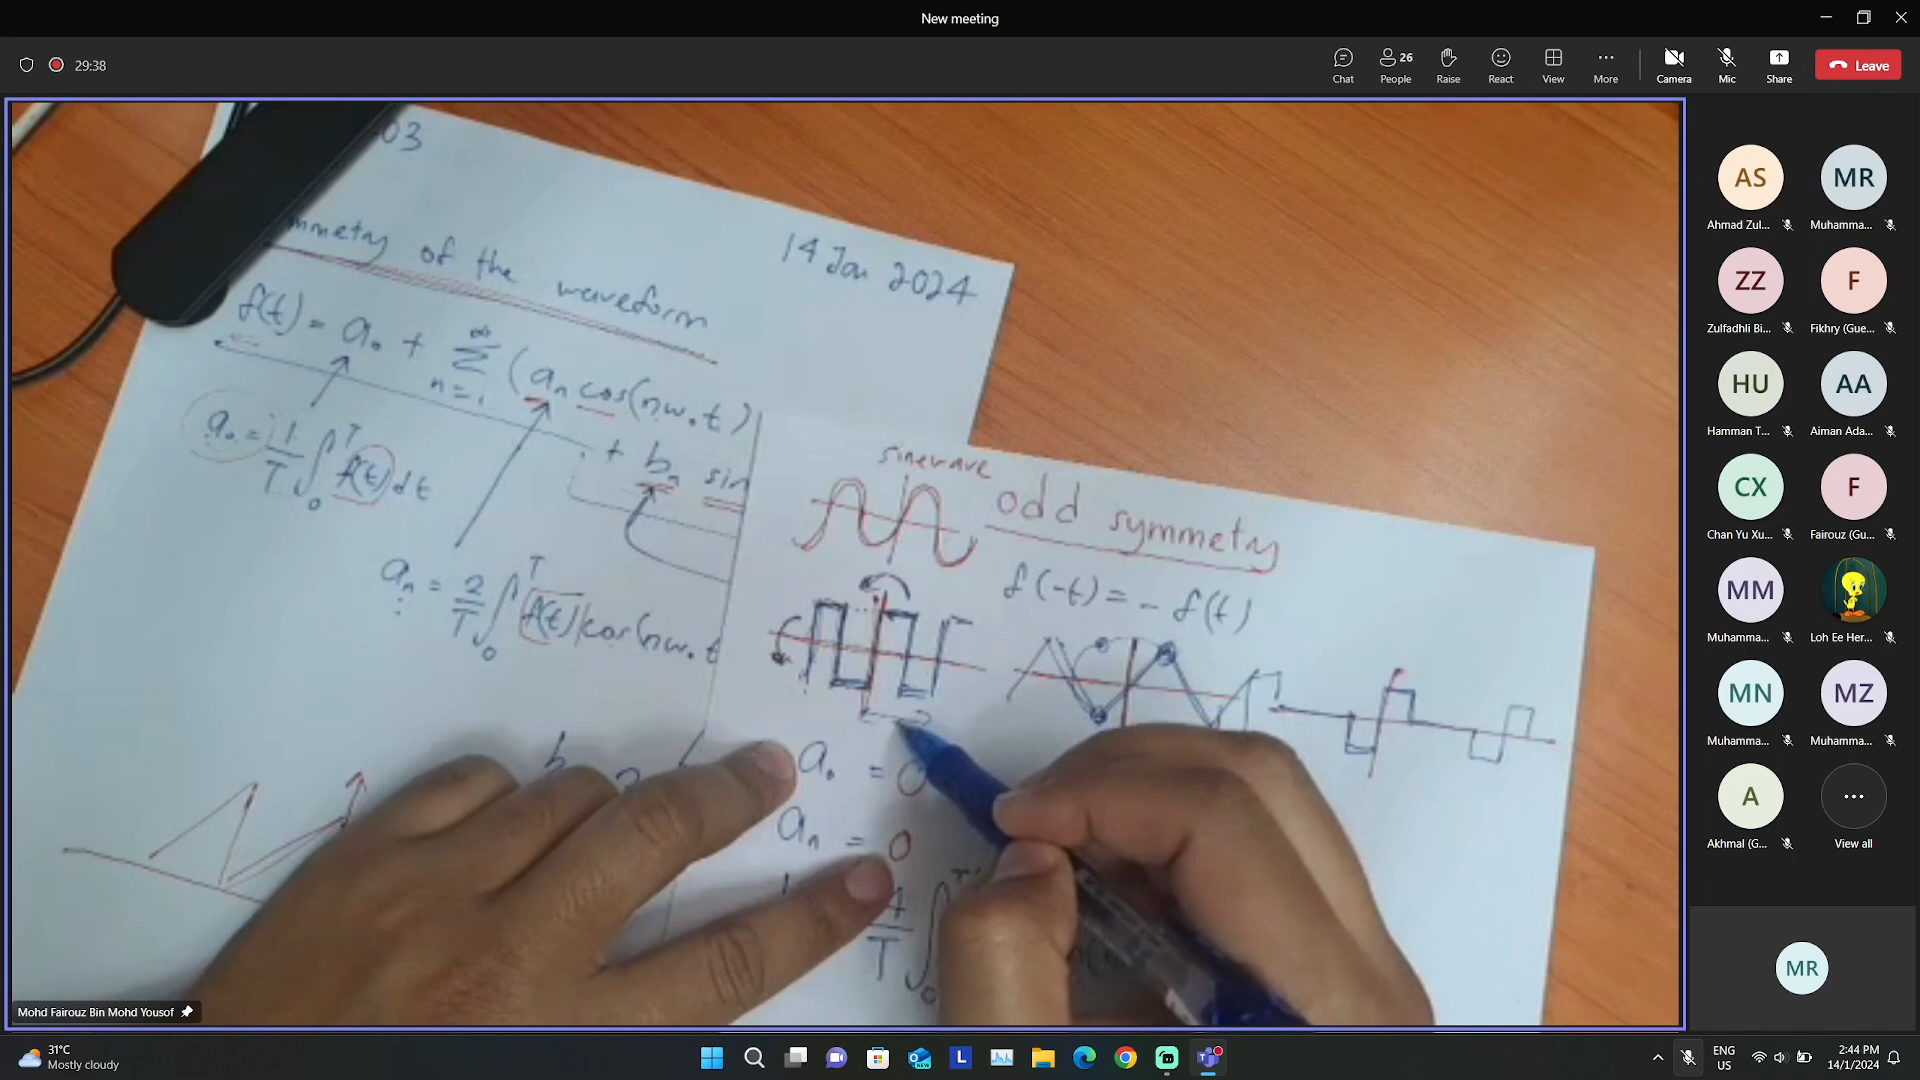 New meeting
29:38
Chat
26
People
Raise
React
View
More
Camera
Mic
Share
Leave
03
mmetry of the waveform
14 Jan 2024
f(t) = a₀ + ∞ Σ n=1 (aₙ cos(nω₀t)
+ bₙ sin
a₀ = 1/T ∫₀ᵀ f(t) dt
aₙ = 2/T ∫₀ᵀ f(t) cos(nω₀t
b
sinewave
odd symmetry
f(-t) = - f(t)
a₀ = 0
aₙ = 0
4/T ∫₀
Mohd Fairouz Bin Mohd Yousof
AS
Ahmad Zul...
MR
Muhamma...
ZZ
Zulfadhli Bi...
F
Fikhry (Gue...
HU
Hamman T...
AA
Aiman Ada...
CX
Chan Yu Xu...
F
Fairouz (Gu...
MM
Muhamma...
Loh Ee Her...
MN
Muhamma...
MZ
Muhamma...
A
Akhmal (G...
...
View all
MR
31°C
Mostly cloudy
NEW
L
ENG
US
2:44 PM
14/1/2024